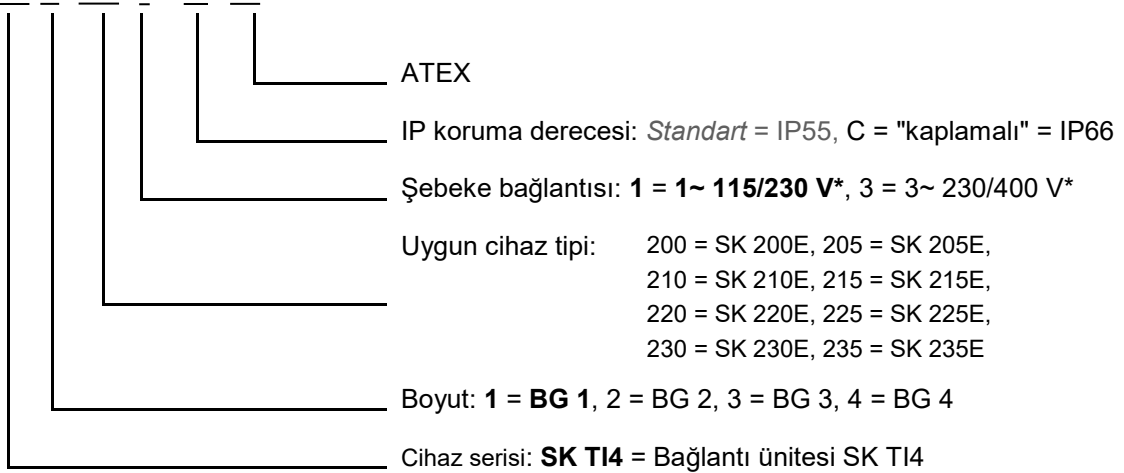 ATEX
IP koruma derecesi: Standart = IP55, C = "kaplamalı" = IP66
Şebeke bağlantısı: 1 = 1~ 115/230 V*, 3 = 3~ 230/400 V*
Uygun cihaz tipi: 200 = SK 200E, 205 = SK 205E,
210 = SK 210E, 215 = SK 215E,
220 = SK 220E, 225 = SK 225E,
230 = SK 230E, 235 = SK 235E
Boyut: 1 = BG 1, 2 = BG 2, 3 = BG 3, 4 = BG 4
Cihaz serisi: SK TI4 = Bağlantı ünitesi SK TI4